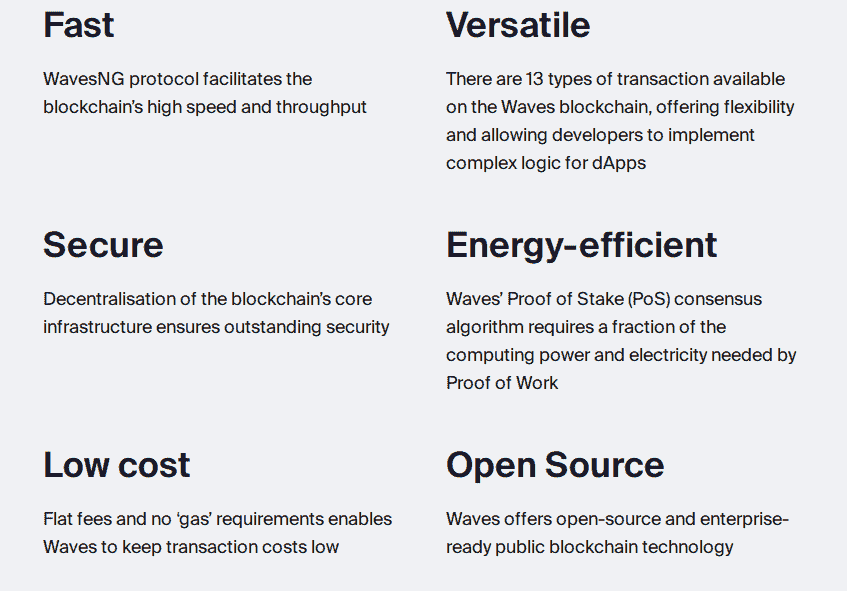 Fast
WavesNG protocol facilitates the
blockchain's high speed and throughput
Versatile
There are 13 types of transaction available
on the Waves blockchain, offering flexibility
and allowing developers to implement
complex logic for dApps
Secure
Decentralisation of the blockchain's core
infrastructure ensures outstanding security
Energy-efficient
Waves' Proof of Stake (PoS) consensus
algorithm requires a fraction of the
computing power and electricity needed by
Proof of Work
Low cost
Flat fees and no ‘gas’ requirements enables
Waves to keep transaction costs low
Open Source
Waves offers open-source and enterprise-
ready public blockchain technology